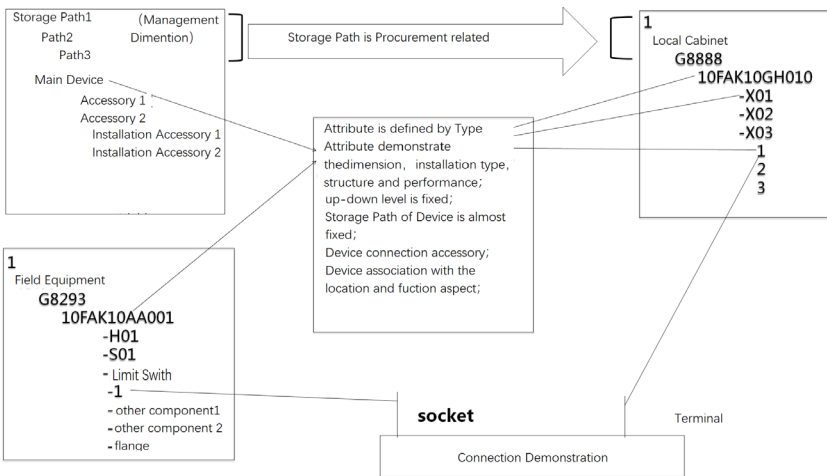 Storage Path1 （Management
Path2 Dimention）
Path3
Main Device
Accessory 1
Accessory 2
Installation Accessory 1
Installation Accessory 2
Storage Path is Procurement related
1
Local Cabinet
G8888
10FAK10GH010
-X01
-X02
-X03
1
2
3
Attribute is defined by Type
Attribute demonstrate
thedimension，installation type，
structure and performance；
up-down level is fixed；
Storage Path of Device is almost
fixed；
Device connection accessory；
Device association with the
location and fuction aspect；
1
Field Equipment
G8293
10FAK10AA001
-H01
-S01
- Limit Swith
-1
- other component1
- other component 2
- flange
socket
Terminal
Connection Demonstration